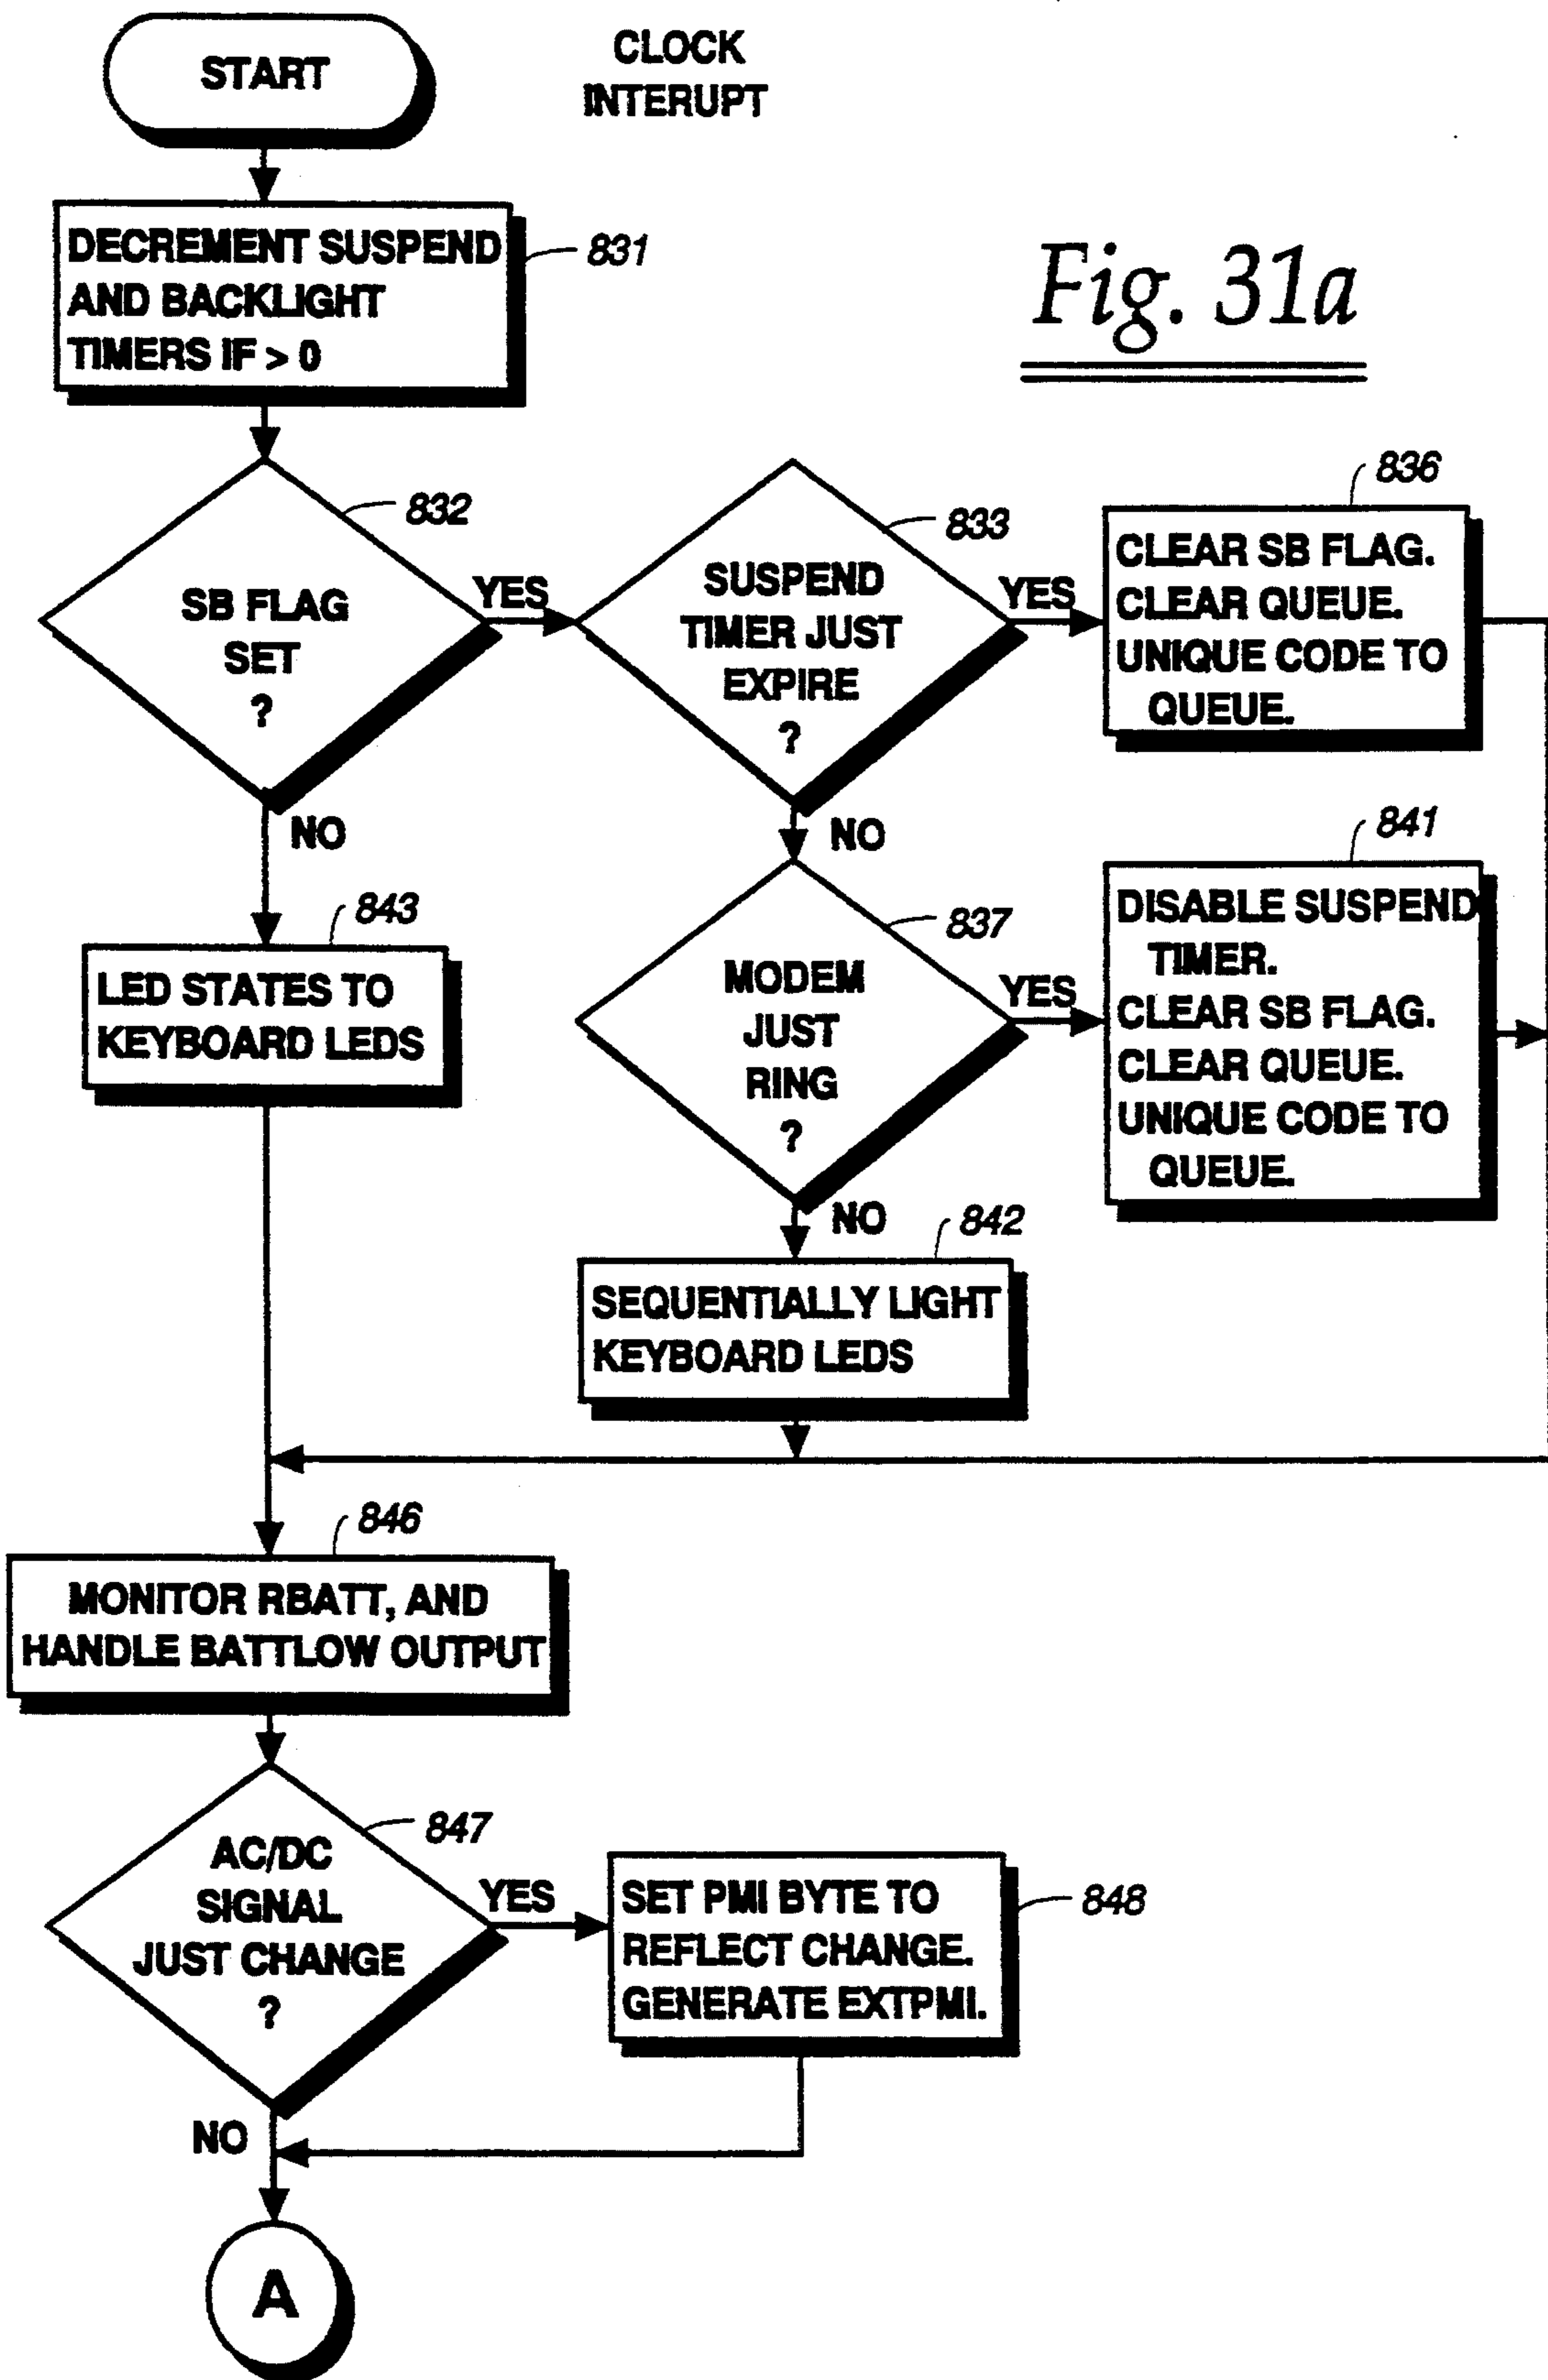 START
CLOCK
INTERUPT
DECREMENT SUSPEND
AND BACKLIGHT
TIMERS IF > 0
831
Fig. 31a
832
SB FLAG
SET
?
YES
NO
833
SUSPEND
TIMER JUST
EXPIRE
?
YES
NO
836
CLEAR SB FLAG.
CLEAR QUEUE.
UNIQUE CODE TO
QUEUE.
843
LED STATES TO
KEYBOARD LEDS
837
MODEM
JUST
RING
?
YES
NO
841
DISABLE SUSPEND
TIMER.
CLEAR SB FLAG.
CLEAR QUEUE.
UNIQUE CODE TO
QUEUE.
842
SEQUENTIALLY LIGHT
KEYBOARD LEDS
846
MONITOR RBATT, AND
HANDLE BATTLOW OUTPUT
847
AC/DC
SIGNAL
JUST CHANGE
?
YES
NO
848
SET PMI BYTE TO
REFLECT CHANGE.
GENERATE EXTPMI.
A